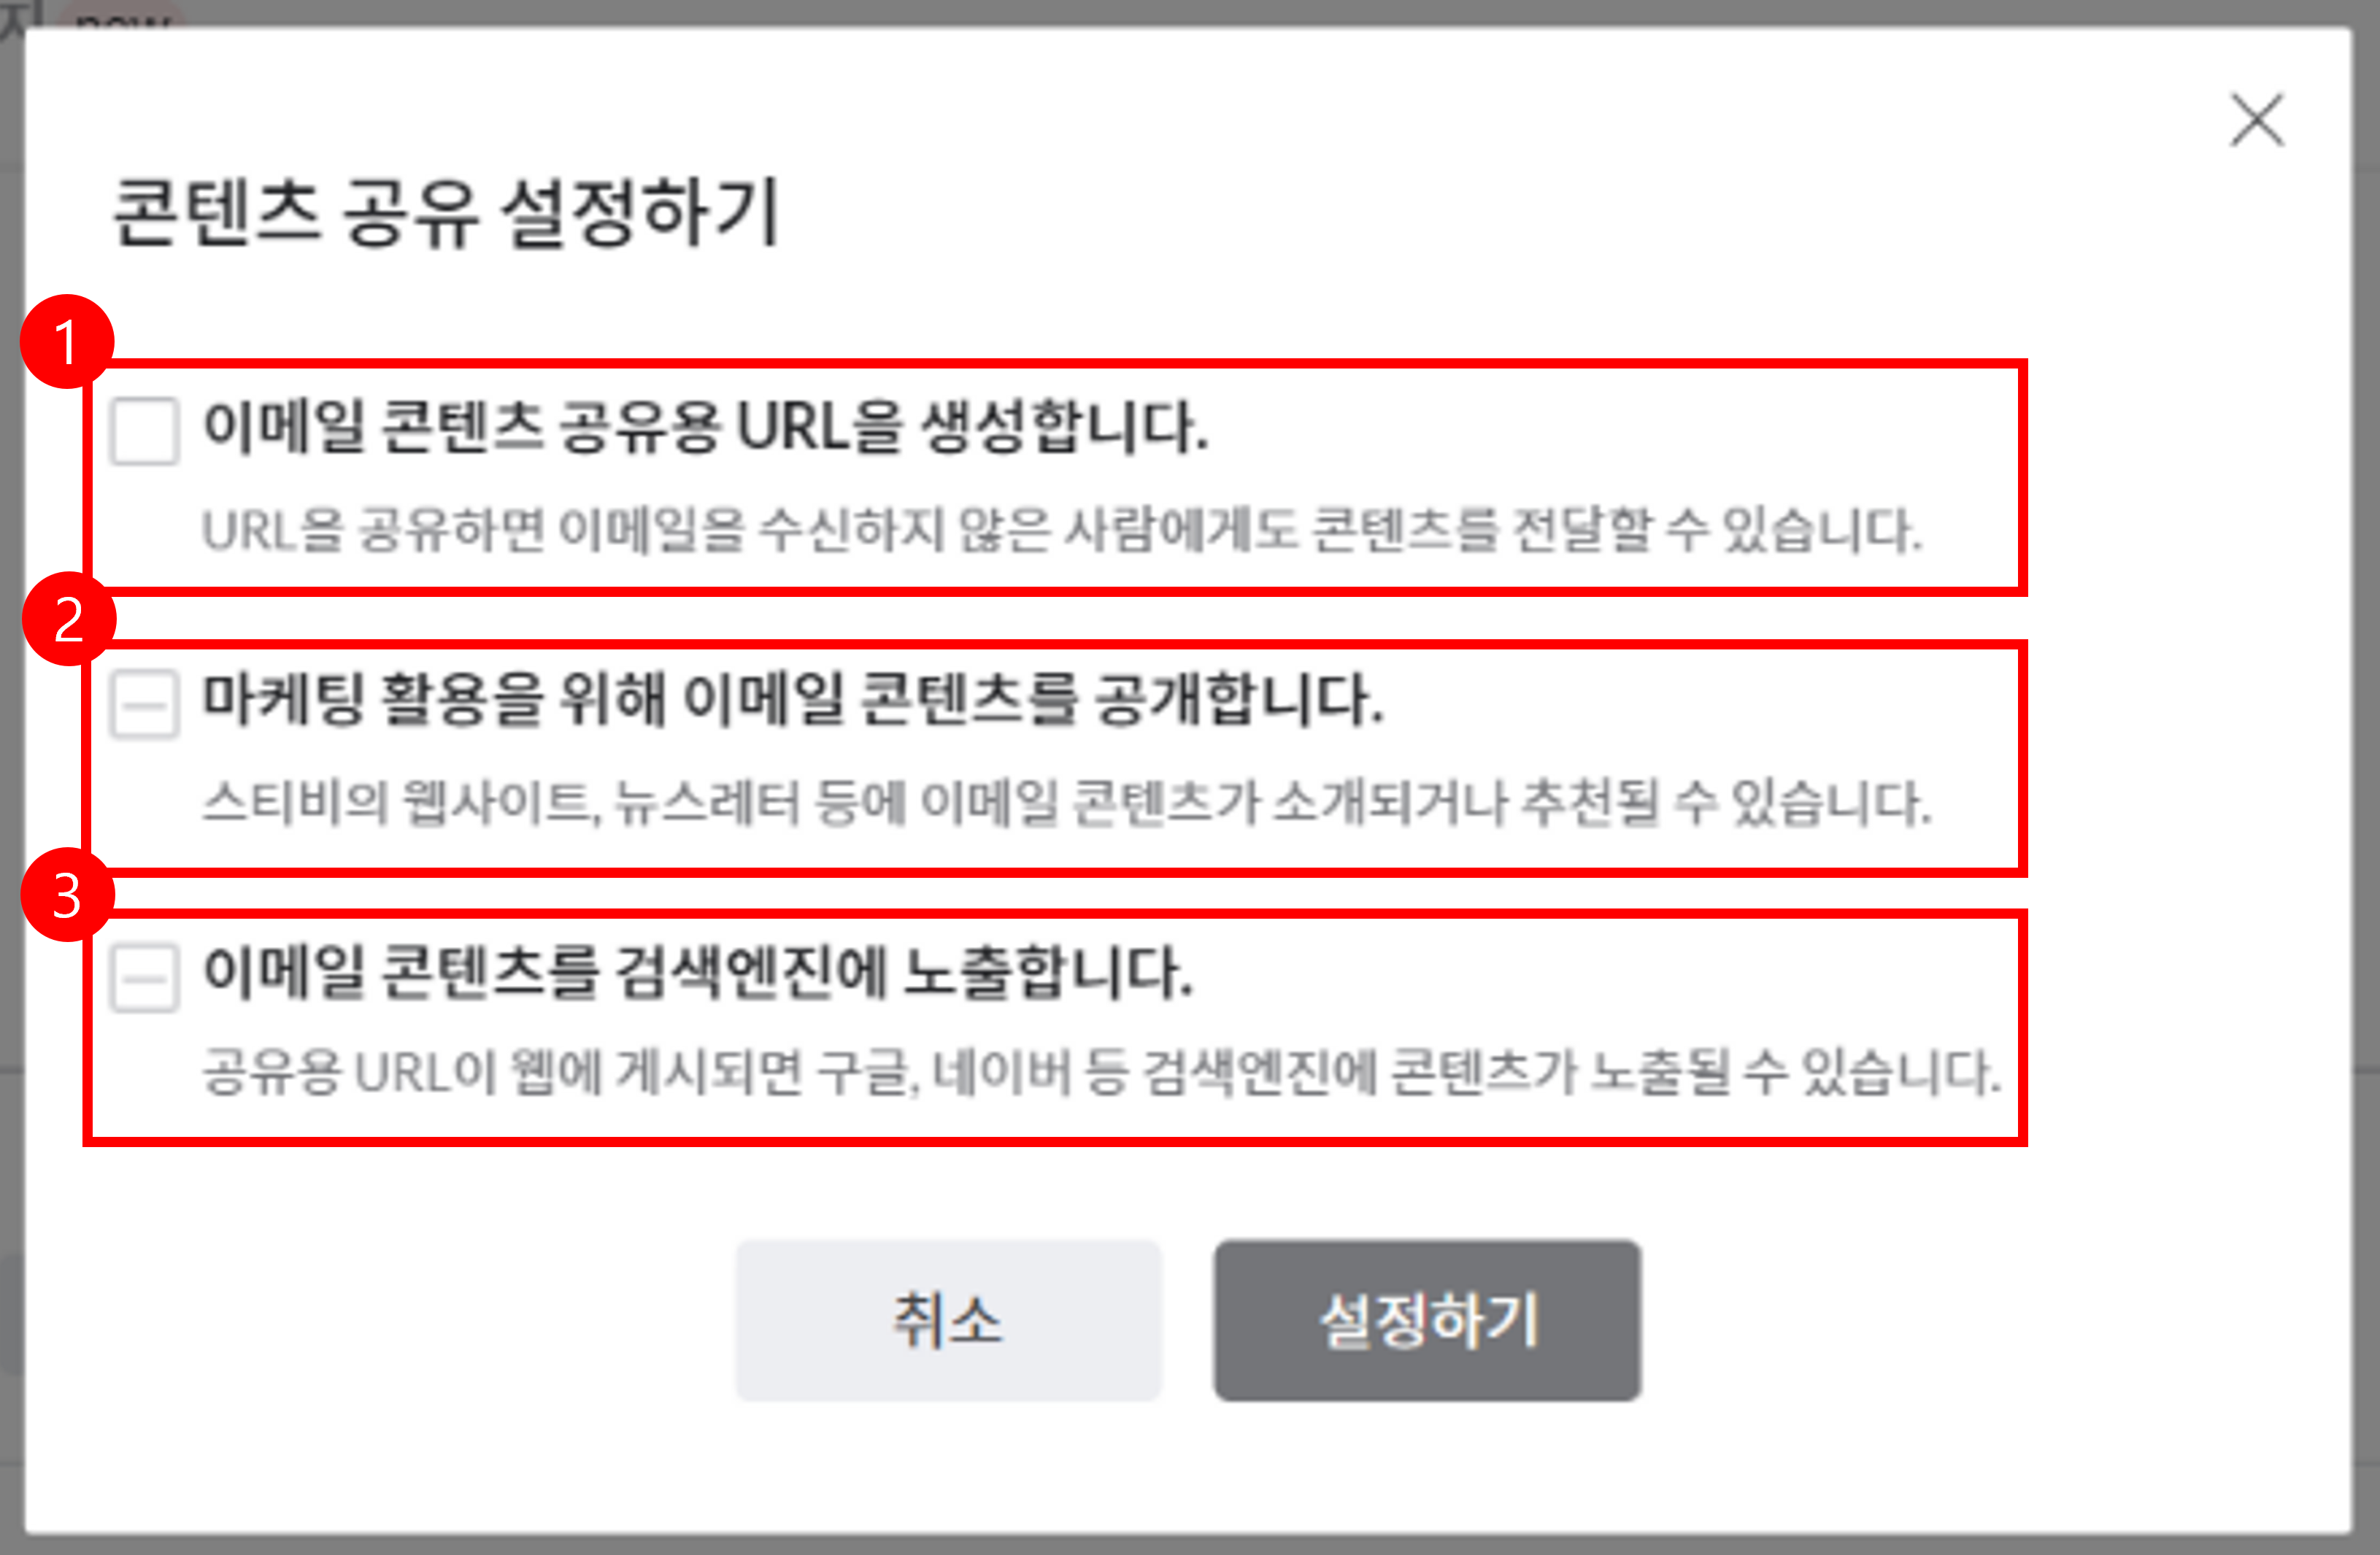 new
콘텐츠 공유 설정하기
1
이메일 콘텐츠 공유용 URL을 생성합니다.
URL을 공유하면 이메일을 수신하지 않은 사람에게도 콘텐츠를 전달할 수 있습니다.
2
마케팅 활용을 위해 이메일 콘텐츠를 공개합니다.
스티비의 웹사이트, 뉴스레터 등에 이메일 콘텐츠가 소개되거나 추천될 수 있습니다.
3
이메일 콘텐츠를 검색엔진에 노출합니다.
공유용 URL이 웹에 게시되면 구글, 네이버 등 검색엔진에 콘텐츠가 노출될 수 있습니다.
취소
설정하기